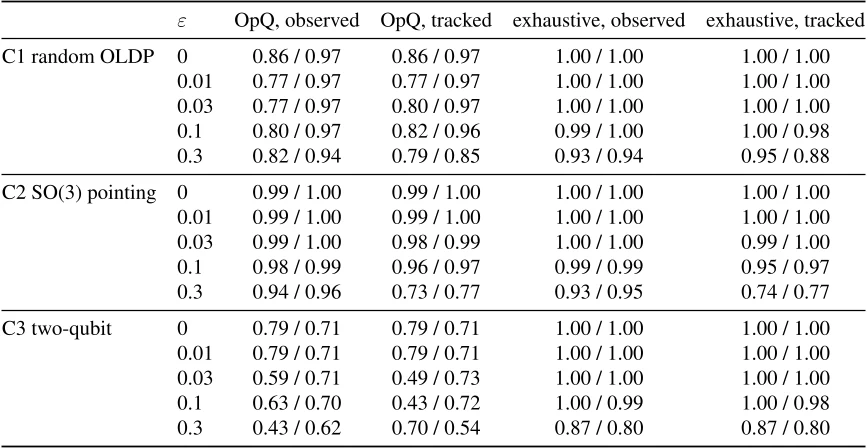 ε OpQ, observed OpQ, tracked exhaustive, observed exhaustive, tracked
C1 random OLDP 0 0.86 / 0.97 0.86 / 0.97 1.00 / 1.00 1.00 / 1.00
0.01 0.77 / 0.97 0.77 / 0.97 1.00 / 1.00 1.00 / 1.00
0.03 0.77 / 0.97 0.80 / 0.97 1.00 / 1.00 1.00 / 1.00
0.1 0.80 / 0.97 0.82 / 0.96 0.99 / 1.00 1.00 / 0.98
0.3 0.82 / 0.94 0.79 / 0.85 0.93 / 0.94 0.95 / 0.88
C2 SO(3) pointing 0 0.99 / 1.00 0.99 / 1.00 1.00 / 1.00 1.00 / 1.00
0.01 0.99 / 1.00 0.99 / 1.00 1.00 / 1.00 1.00 / 1.00
0.03 0.99 / 1.00 0.98 / 0.99 1.00 / 1.00 0.99 / 1.00
0.1 0.98 / 0.99 0.96 / 0.97 0.99 / 0.99 0.95 / 0.97
0.3 0.94 / 0.96 0.73 / 0.77 0.93 / 0.95 0.74 / 0.77
C3 two-qubit 0 0.79 / 0.71 0.79 / 0.71 1.00 / 1.00 1.00 / 1.00
0.01 0.79 / 0.71 0.79 / 0.71 1.00 / 1.00 1.00 / 1.00
0.03 0.59 / 0.71 0.49 / 0.73 1.00 / 1.00 1.00 / 1.00
0.1 0.63 / 0.70 0.43 / 0.72 1.00 / 0.99 1.00 / 0.98
0.3 0.43 / 0.62 0.70 / 0.54 0.87 / 0.80 0.87 / 0.80